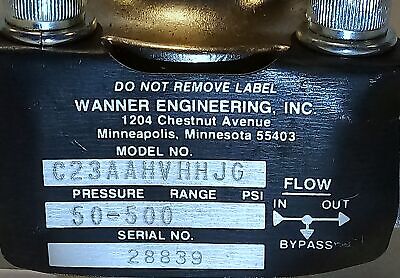 DO NOT REMOVE LABEL
WANNER ENGINEERING, INC.
1204 Chestnut Avenue
Minneapolis, Minnesota 55403
MODEL NO.
C23AAHVHHJG
PRESSURE RANGE PSI
50-500
SERIAL NO.
28839
FLOW
IN OUT
BYPASS